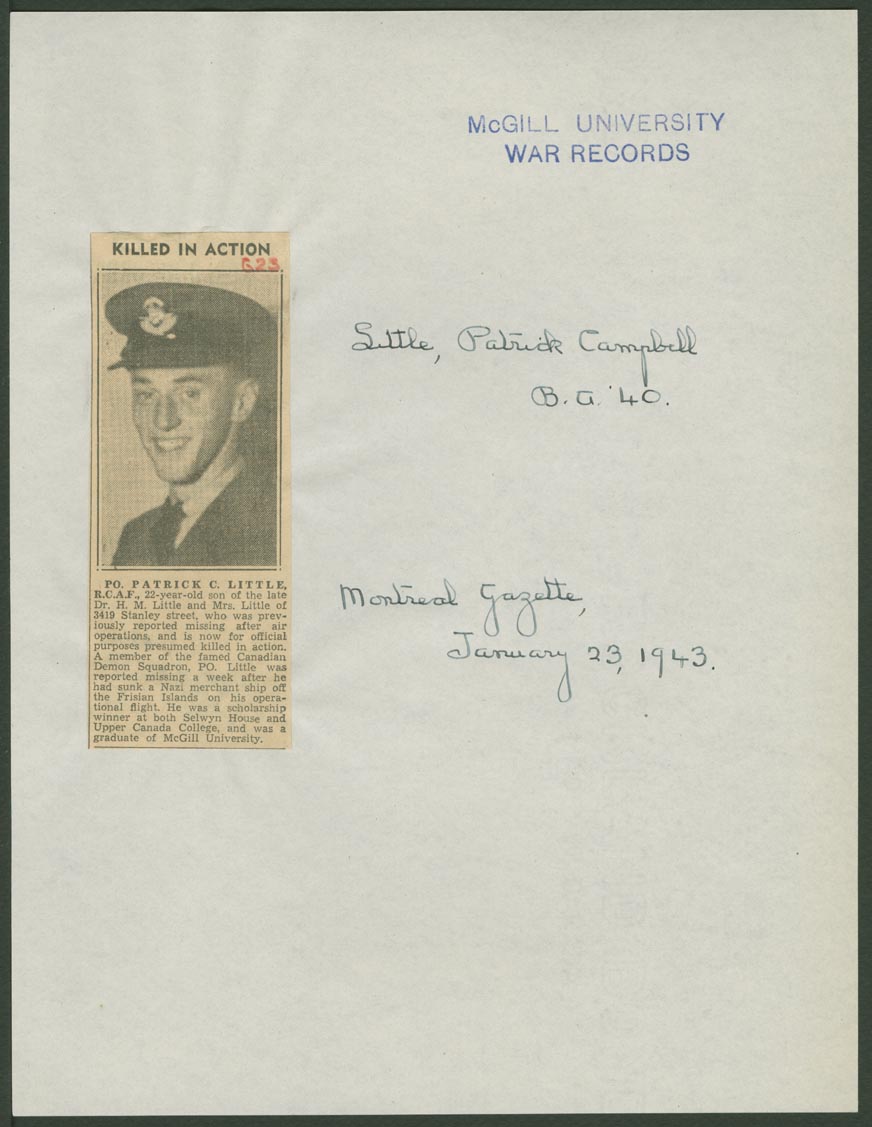 McGILL UNIVERSITY
WAR RECORDS
KILLED IN ACTION
G23
PO. PATRICK C. LITTLE,
R.C.A.F., 22-year-old son of the late
Dr. H. M. Little and Mrs. Little of
3419 Stanley street, who was prev-
iously reported missing after air
operations, and is now for official
purposes presumed killed in action.
A member of the famed Canadian
Demon Squadron, PO. Little was
reported missing a week after he
had sunk a Nazi merchant ship off
the Frisian Islands on his opera-
tional flight. He was a scholarship
winner at both Selwyn House and
Upper Canada College, and was a
graduate of McGill University.
Little, Patrick Campbell
B.A. '40.
Montreal Gazette,
January 23, 1943.